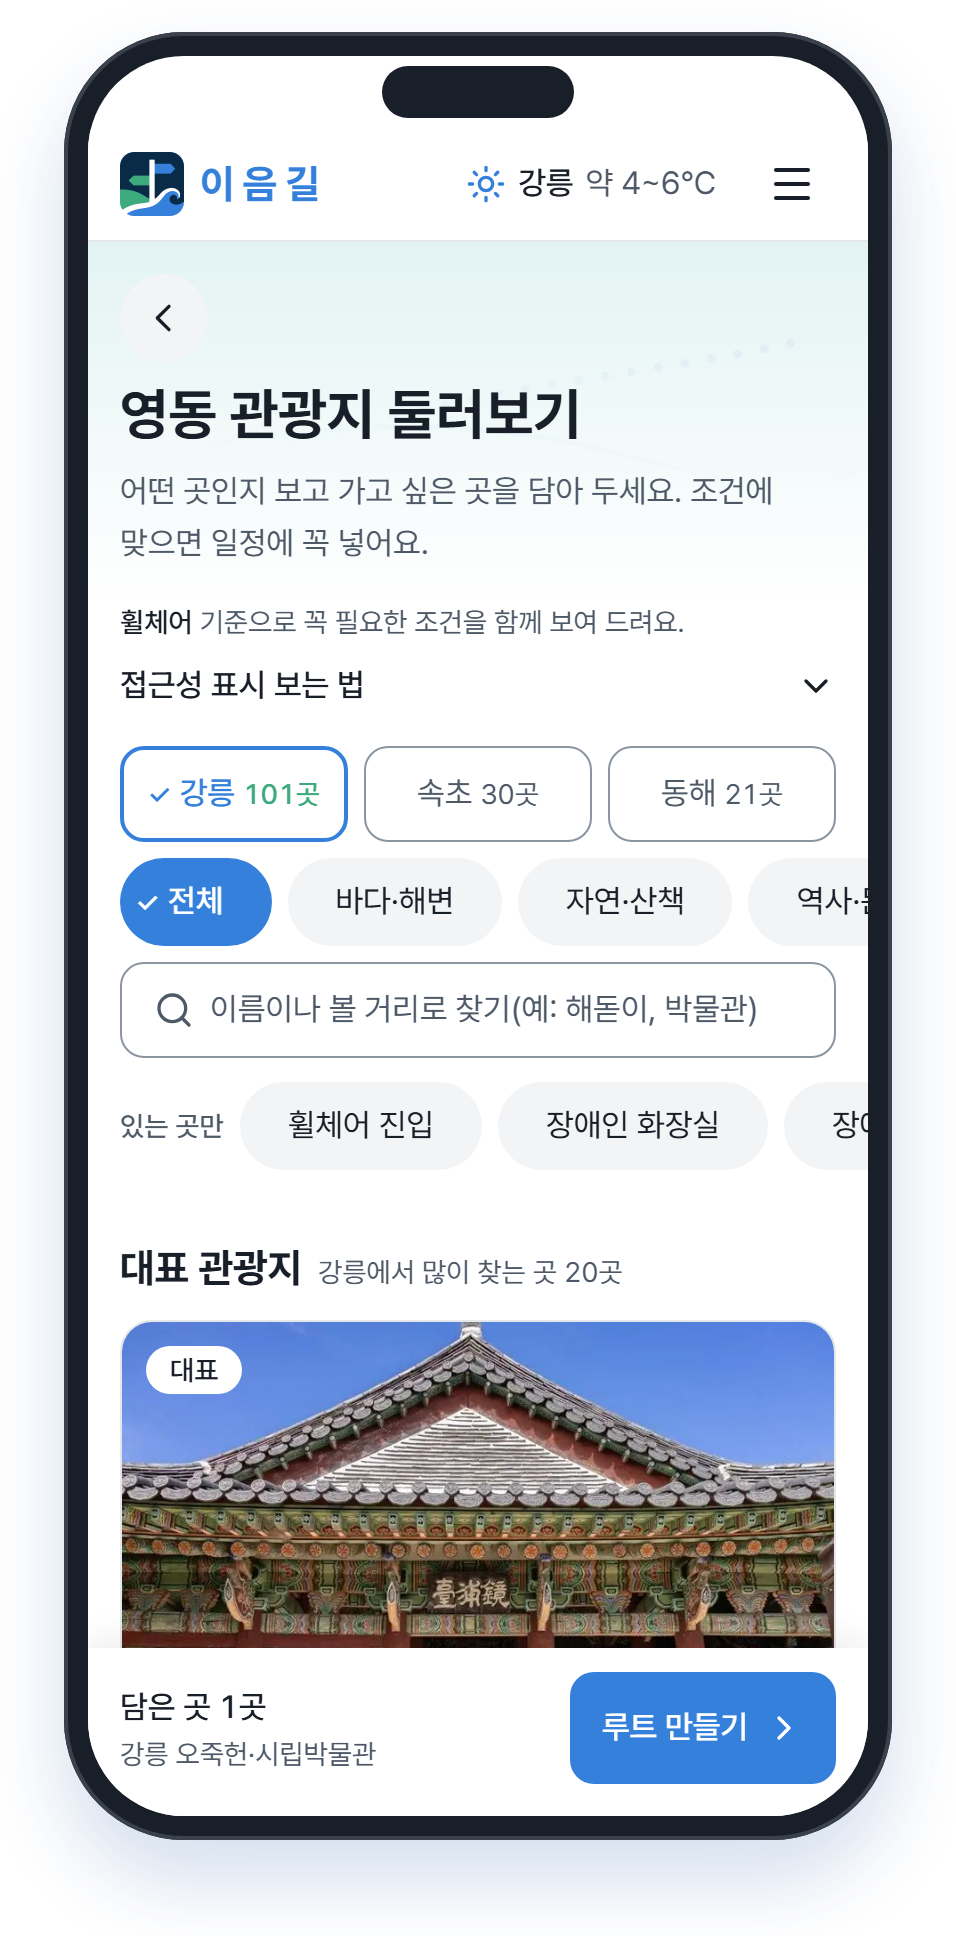 이음길
강릉 약 4~6°C
영동 관광지 둘러보기
어떤 곳인지 보고 가고 싶은 곳을 담아 두세요. 조건에
맞으면 일정에 꼭 넣어요.
휠체어 기준으로 꼭 필요한 조건을 함께 보여 드려요.
접근성 표시 보는 법
강릉 101곳 속초 30곳 동해 21곳
전체 바다·해변 자연·산책 역사·
이름이나 볼 거리로 찾기(예: 해돋이, 박물관)
있는 곳만 휠체어 진입 장애인 화장실
대표 관광지 강릉에서 많이 찾는 곳 20곳
대표
臺浦鏡
담은 곳 1곳
강릉 오죽헌·시립박물관
루트 만들기